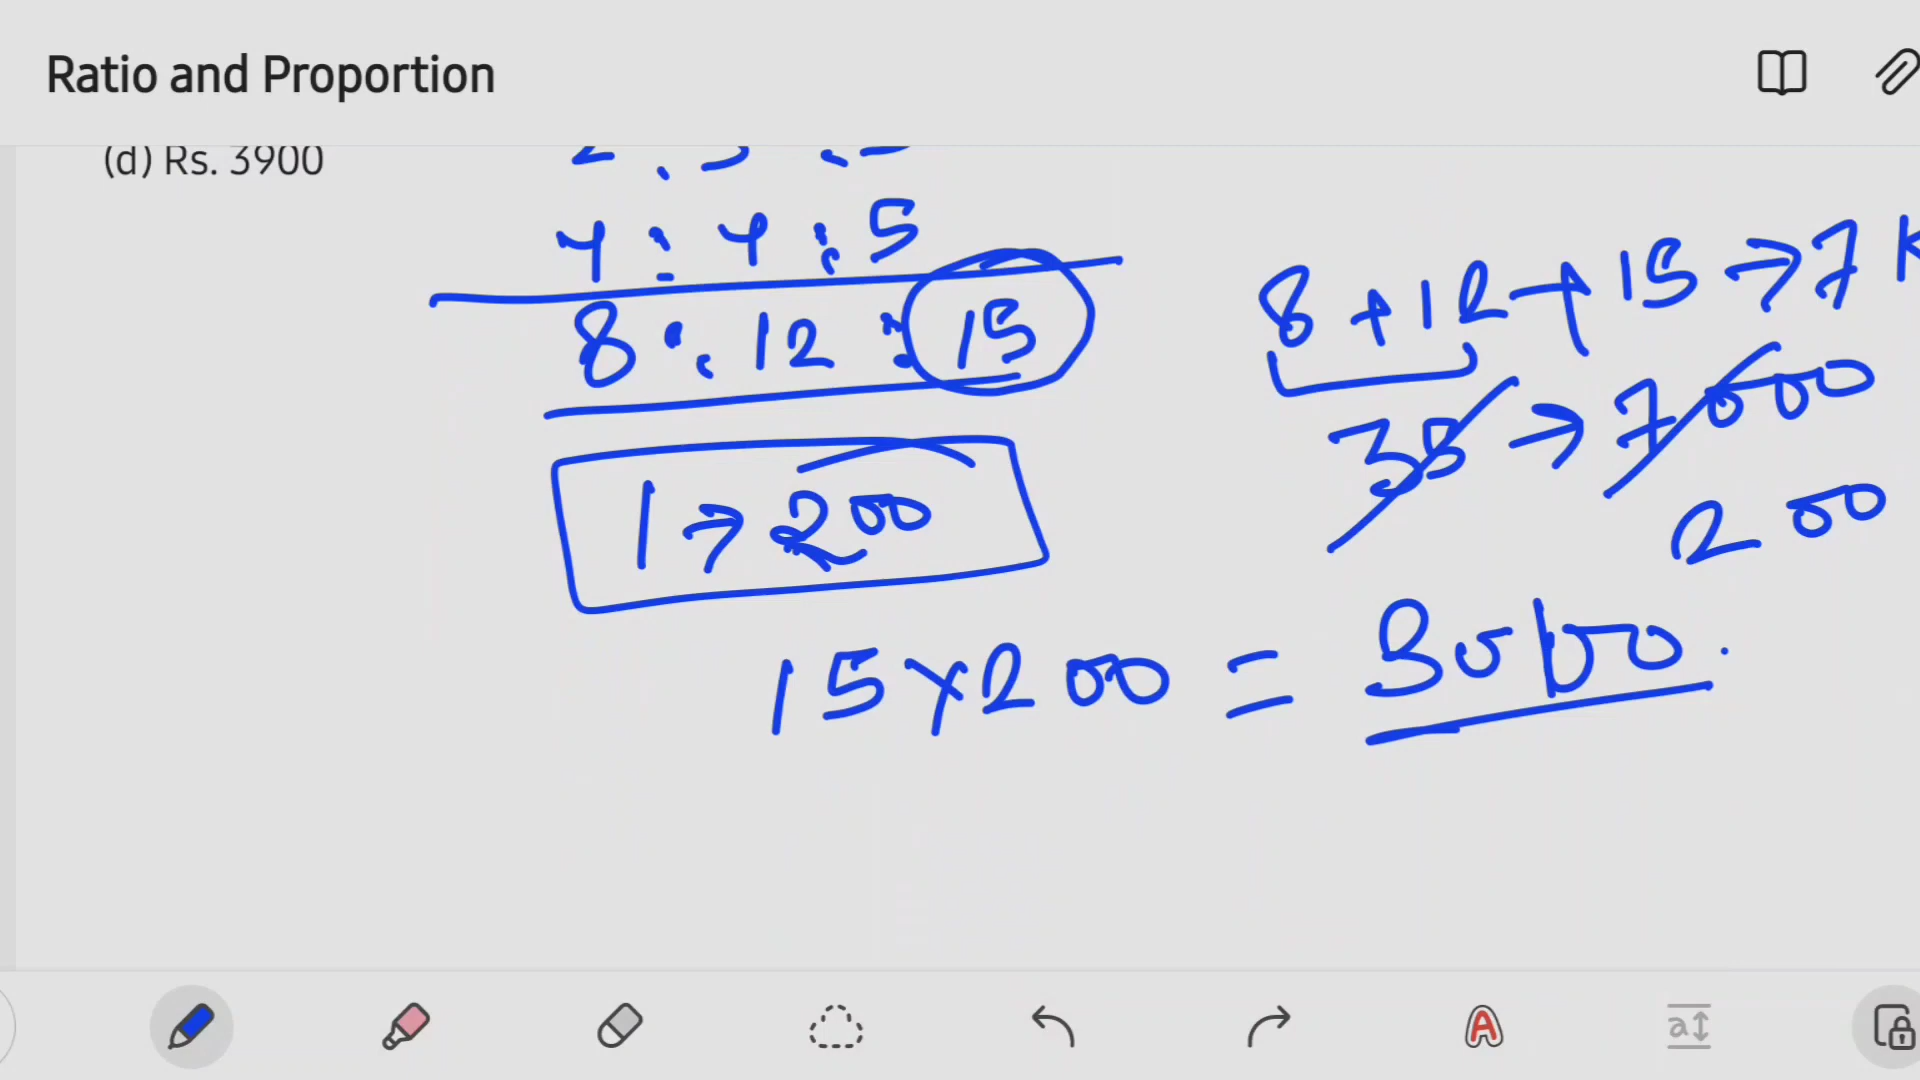 Ratio and Proportion
(d) Rs. 3900
4 : 4 : 5
8 : 12 : 15
8 + 12 + 15 → 7 K
35 → 7000
1 → 200
200
15 x 200 = 3000.